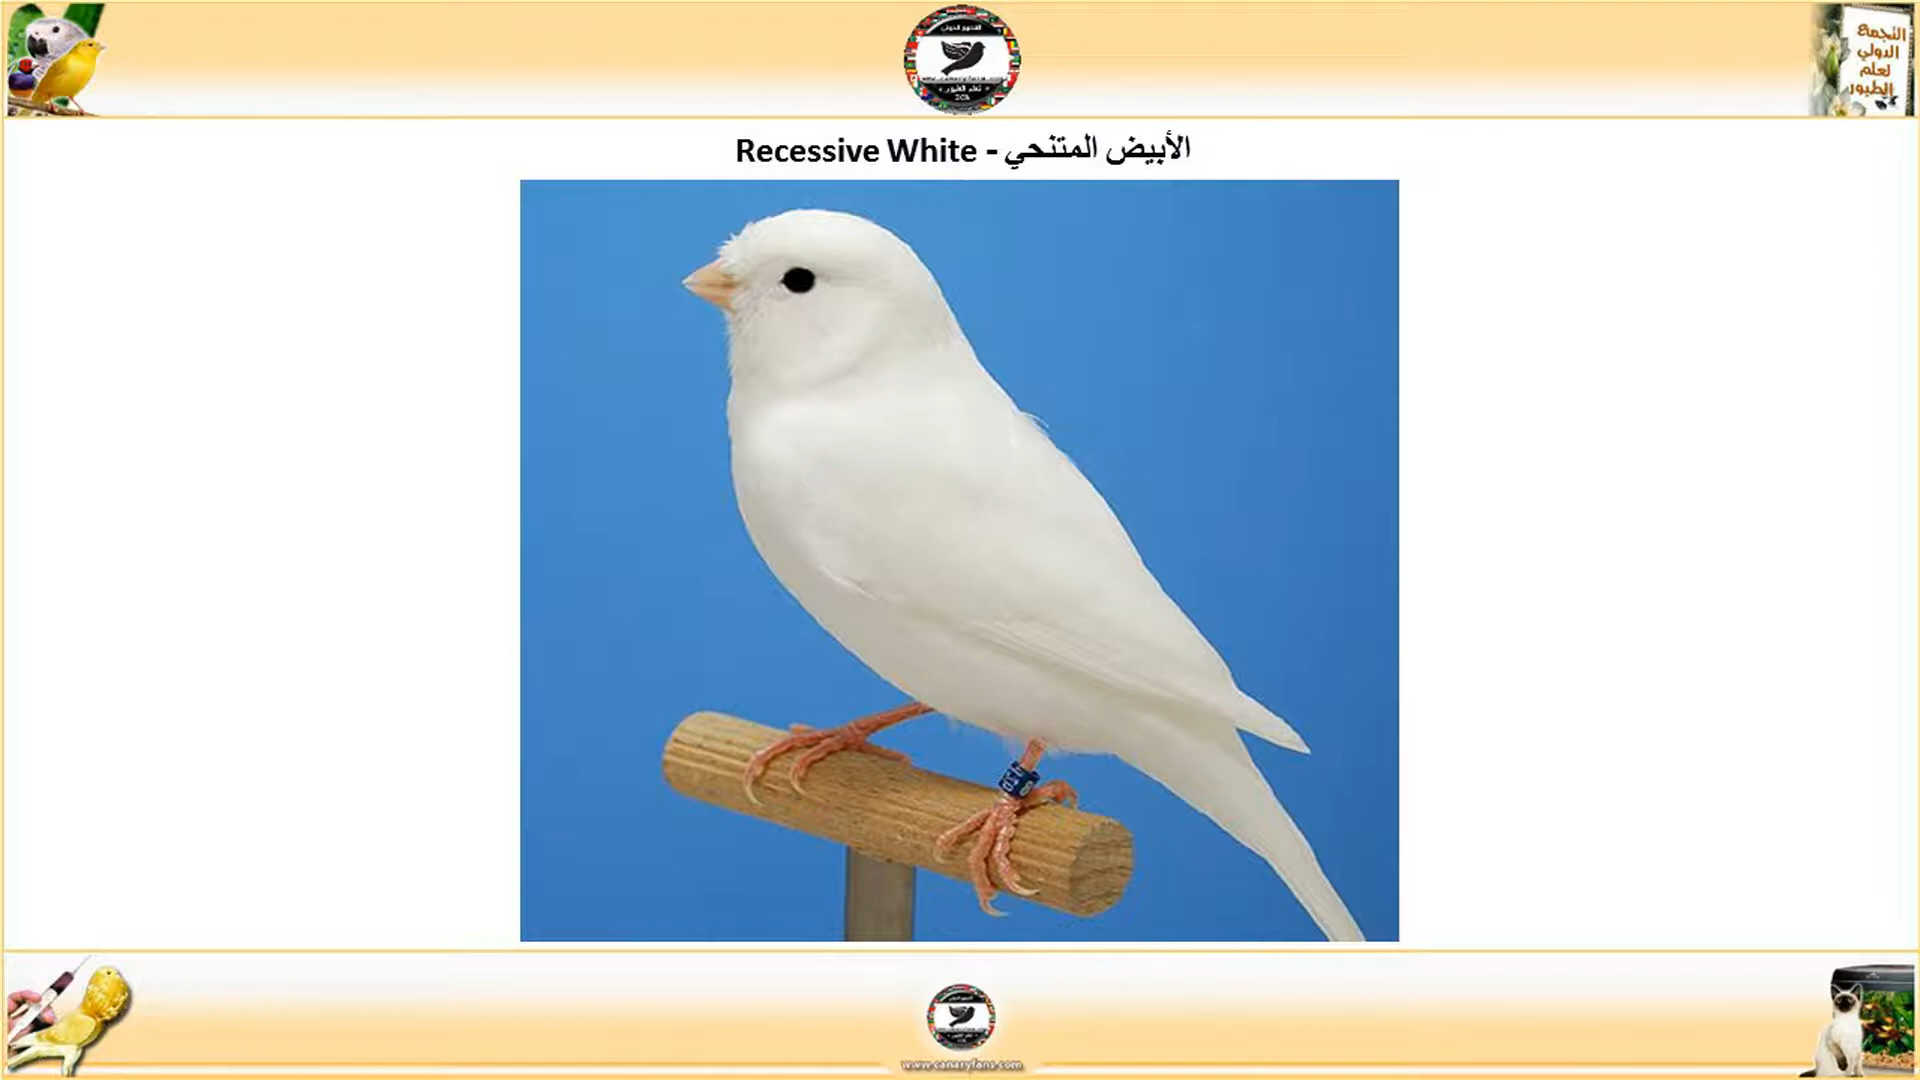 التجمع
الدولي
لعلم
الطيور
Recessive White - الأبيض المتنحي
www.canaryfans.com